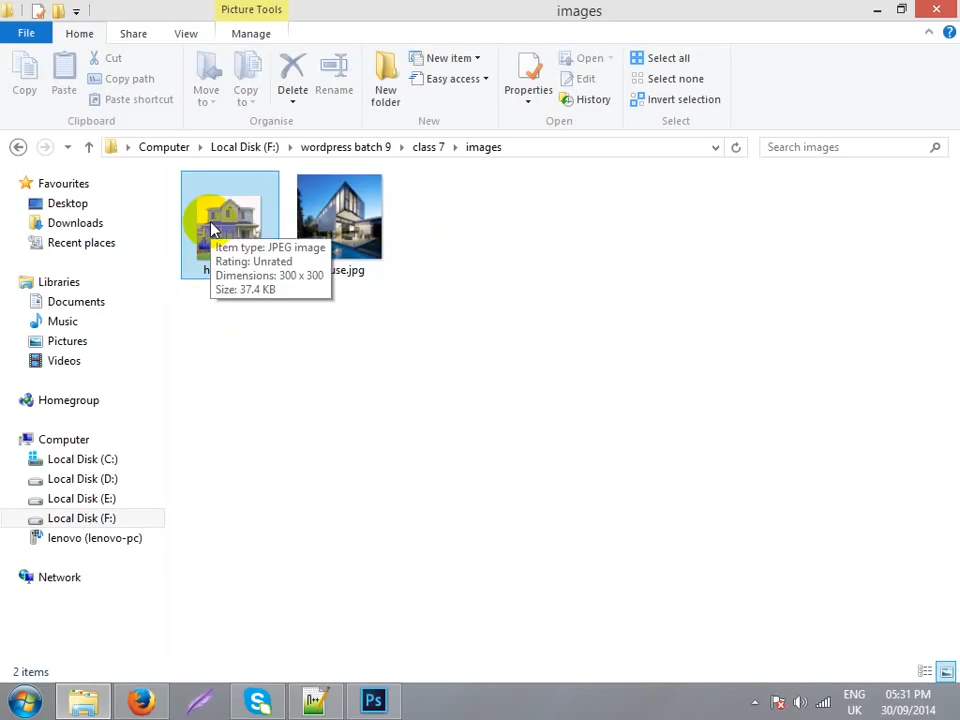 Picture Tools
images
File
Home
Share
View
Manage
Copy
Paste
Cut
Copy path
Paste shortcut
Clipboard
Move to
Copy to
Delete
Rename
Organise
New folder
New item
Easy access
New
Properties
Open
Edit
History
Open
Select all
Select none
Invert selection
Select
Computer
Local Disk (F:)
wordpress batch 9
class 7
images
Search images
Favourites
Desktop
Downloads
Recent places
Libraries
Documents
Music
Pictures
Videos
Homegroup
Computer
Local Disk (C:)
Local Disk (D:)
Local Disk (E:)
Local Disk (F:)
lenovo (lenovo-pc)
Network
Item type: JPEG image
Rating: Unrated
Dimensions: 300 x 300
Size: 37.4 KB
use.jpg
2 items
Ps
ENG
UK
05:31 PM
30/09/2014